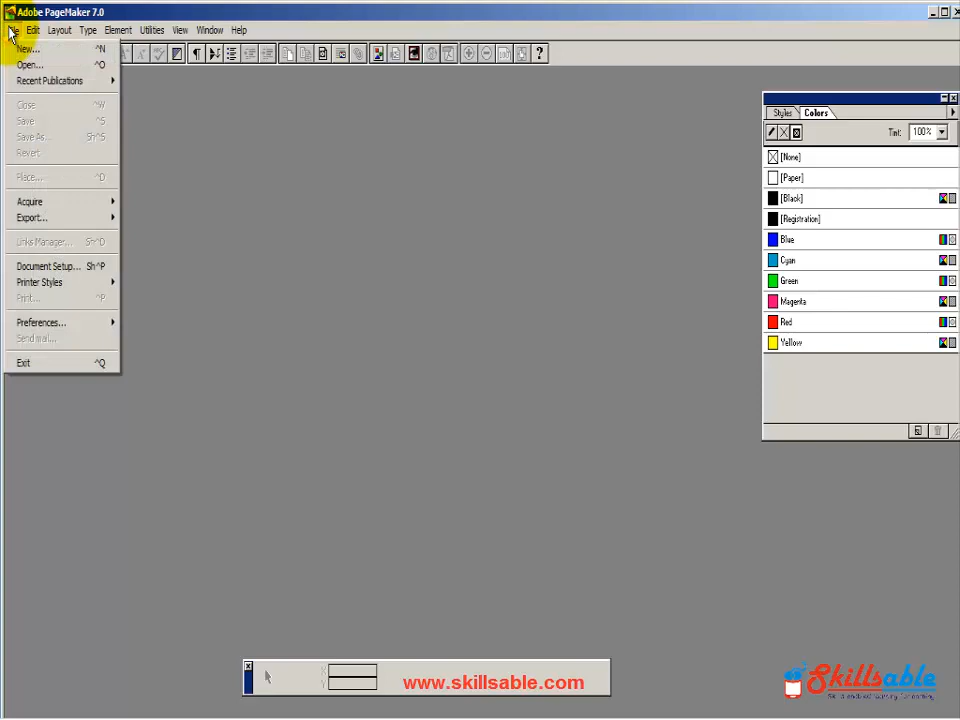 Adobe PageMaker 7.0
File Edit Layout Type Element Utilities View Window Help
New... ^N
Open... ^O
Recent Publications
Close ^W
Save ^S
Save As... Sh^S
Revert
Place... ^D
Acquire
Export...
Links Manager... Sh^D
Document Setup... Sh^P
Printer Styles
Print... ^P
Preferences...
Send mail...
Exit ^Q
Styles Colors
Tint: 100%
[None]
[Paper]
[Black]
[Registration]
Blue
Cyan
Green
Magenta
Red
Yellow
X
Y
www.skillsable.com
Skillsable